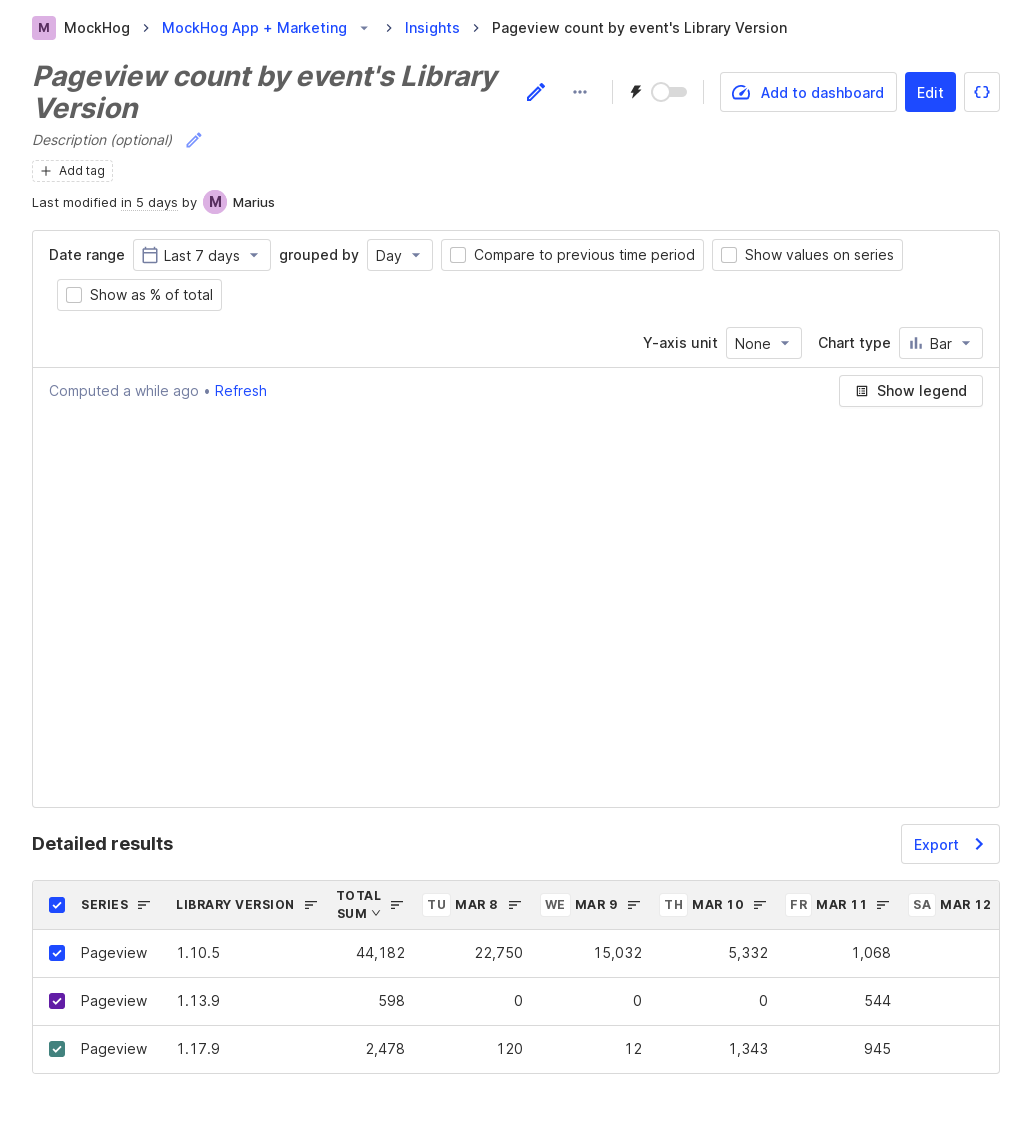 M MockHog MockHog App + Marketing Insights Pageview count by event's Library Version
Pageview count by event's Library
Version
Add to dashboard Edit
Description (optional)
Add tag
Last modified in 5 days by M Marius
Date range Last 7 days grouped by Day Compare to previous time period Show values on series
Show as % of total
Y-axis unit None Chart type Bar
Computed a while ago • Refresh Show legend
Detailed results Export
SERIES LIBRARY VERSION TOTAL SUM TU MAR 8 WE MAR 9 TH MAR 10 FR MAR 11 SA MAR 12
Pageview 1.10.5 44,182 22,750 15,032 5,332 1,068
Pageview 1.13.9 598 0 0 0 544
Pageview 1.17.9 2,478 120 12 1,343 945